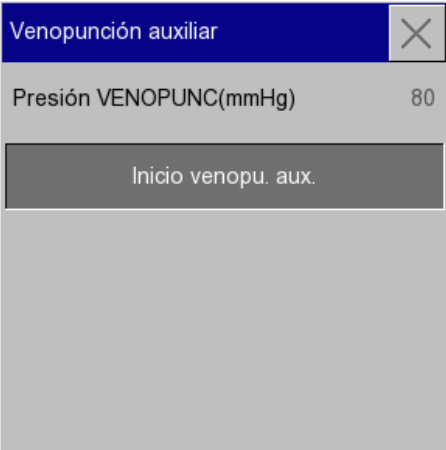 Venopunción auxiliar
Presión VENOPUNC(mmHg) 80
Inicio venopu. aux.